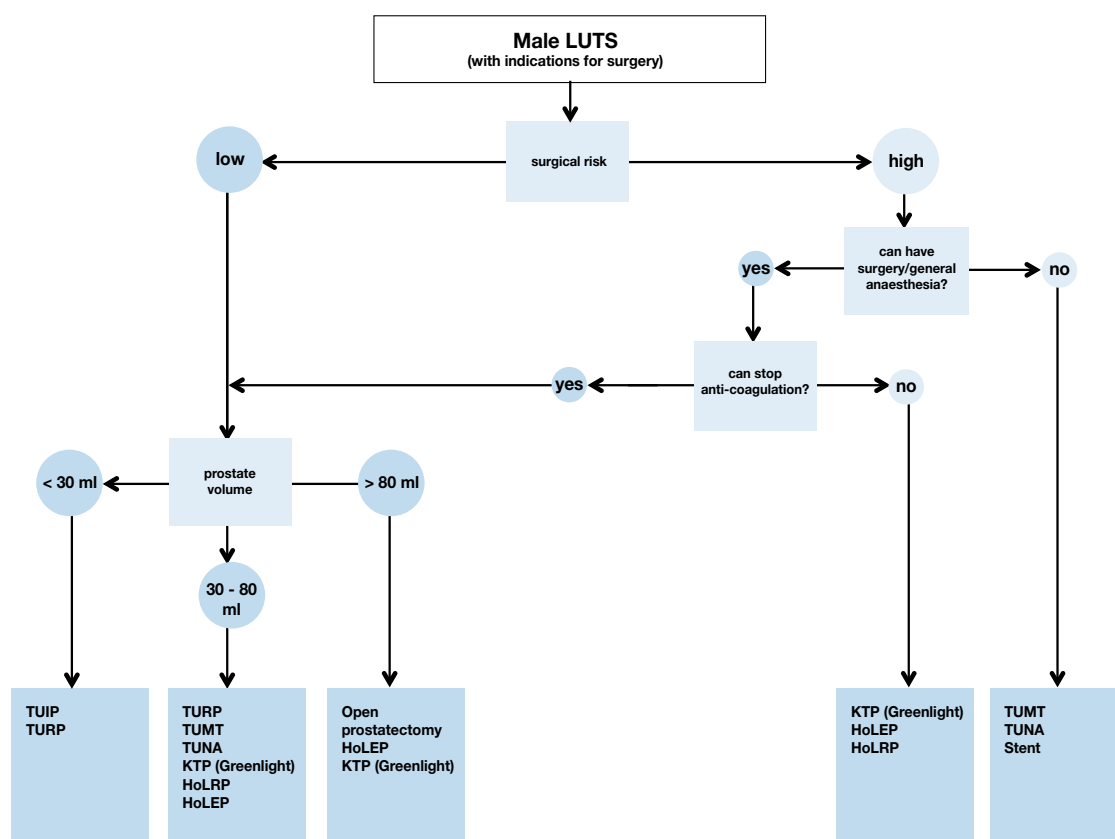 Male LUTS
(with indications for surgery)
low
surgical risk
high
can have
surgery/general
anaesthesia?
yes
no
can stop
anti-coagulation?
yes
no
prostate
volume
< 30 ml
> 80 ml
30 - 80
ml
TUIP
TURP
TURP
TUMT
TUNA
KTP (Greenlight)
HoLRP
HoLEP
Open
prostatectomy
HoLEP
KTP (Greenlight)
KTP (Greenlight)
HoLEP
HoLRP
TUMT
TUNA
Stent